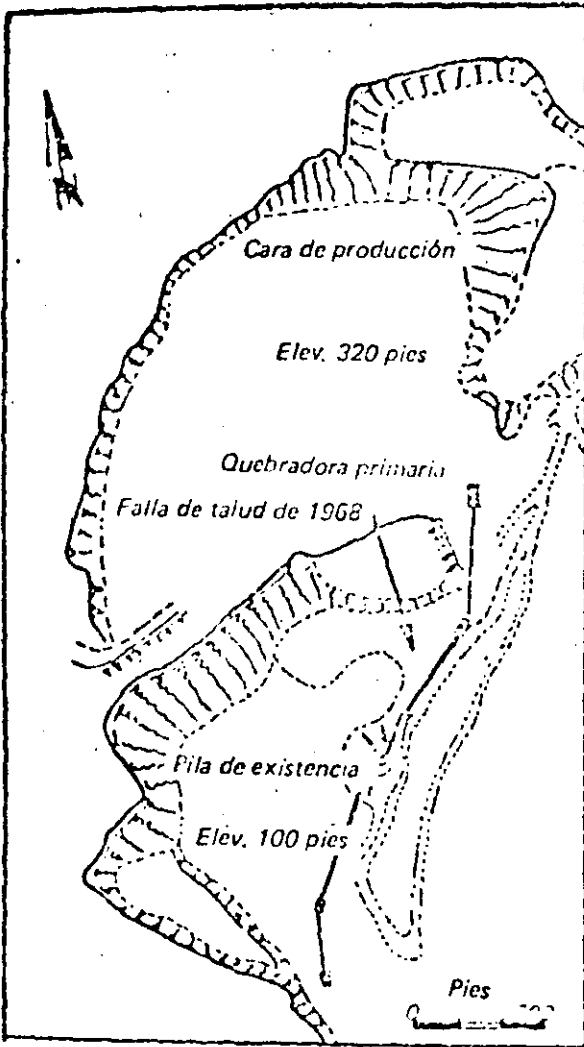 Cara de producción
Elev. 320 pies
Quebradora primaria
Falla de talud de 1968
Pila de existencia
Elev. 100 pies
Pies
0